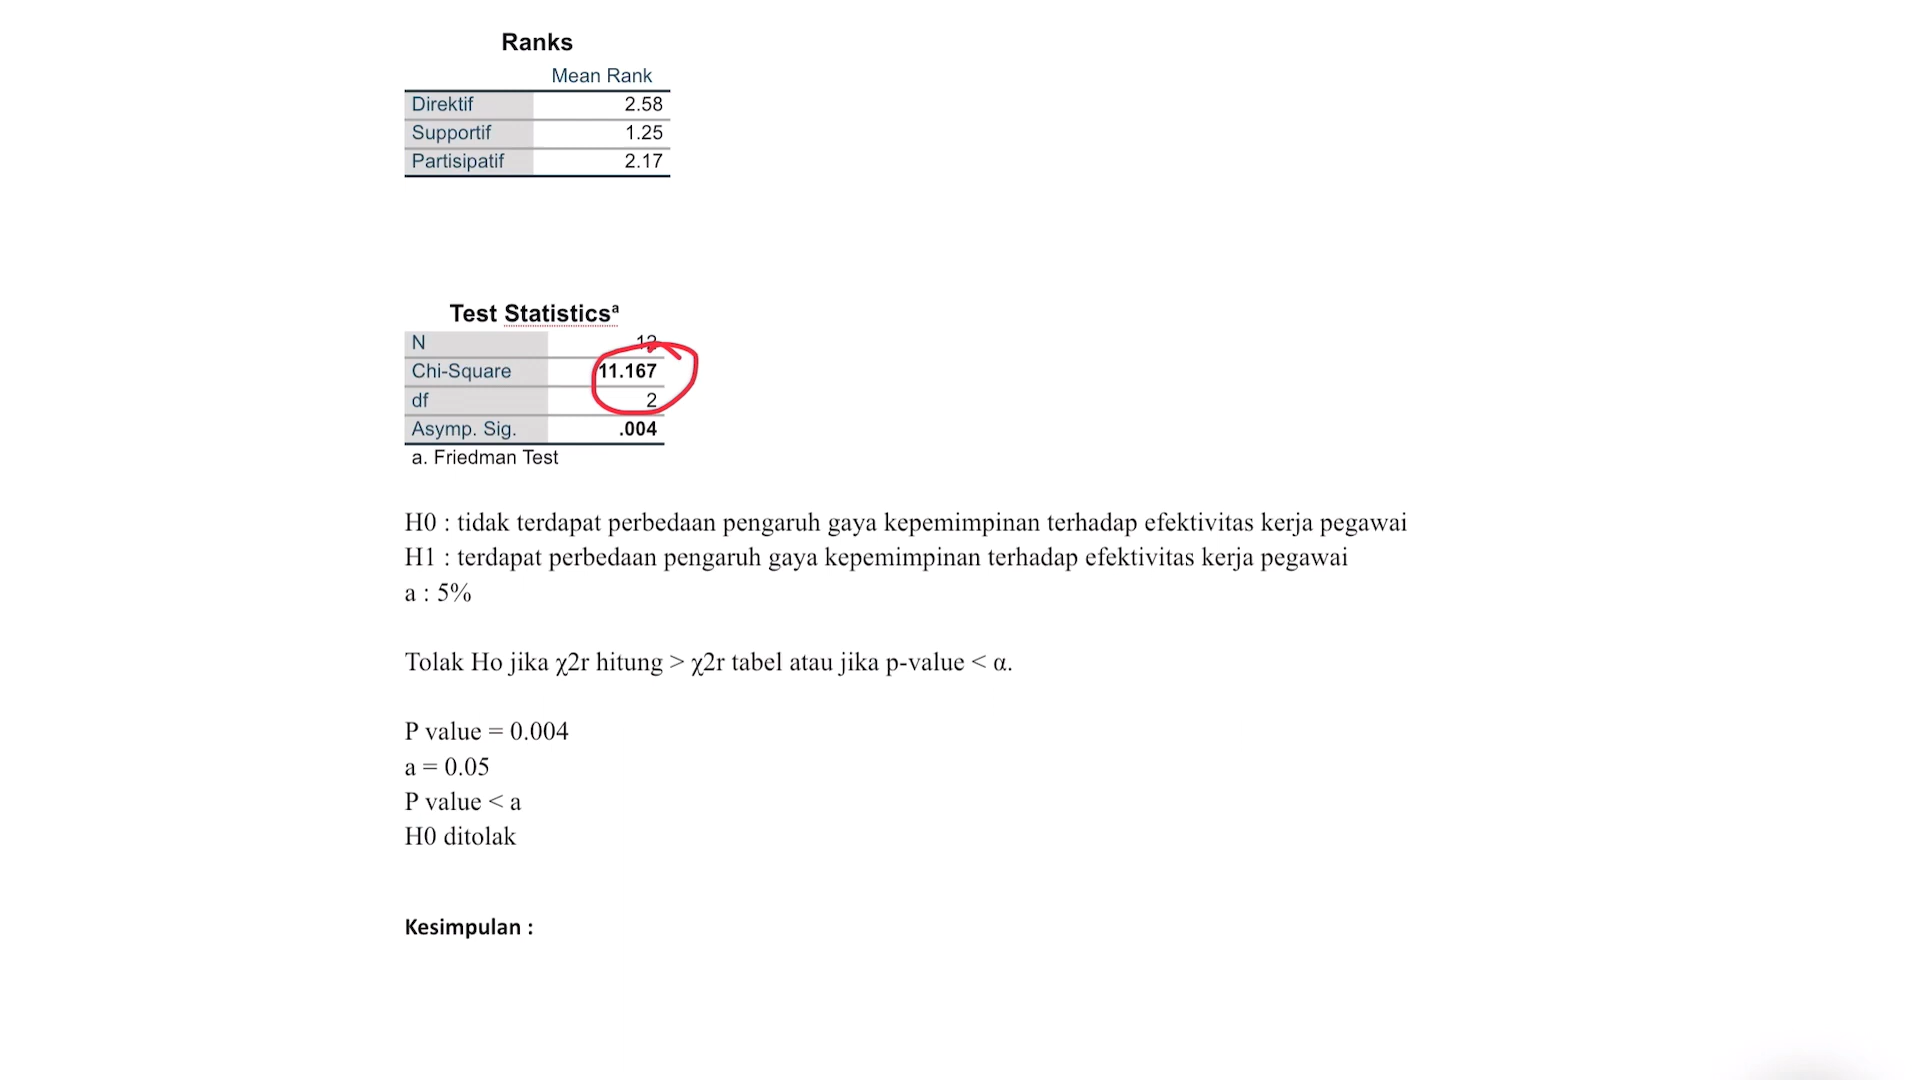 Ranks
Mean Rank
Direktif 2.58
Supportif 1.25
Partisipatif 2.17
Test Statisticsª
N 12
Chi-Square 11.167
df 2
Asymp. Sig. .004
a. Friedman Test
H0 : tidak terdapat perbedaan pengaruh gaya kepemimpinan terhadap efektivitas kerja pegawai
H1 : terdapat perbedaan pengaruh gaya kepemimpinan terhadap efektivitas kerja pegawai
a : 5%
Tolak Ho jika χ2r hitung > χ2r tabel atau jika p-value < α.
P value = 0.004
a = 0.05
P value < a
H0 ditolak
Kesimpulan :